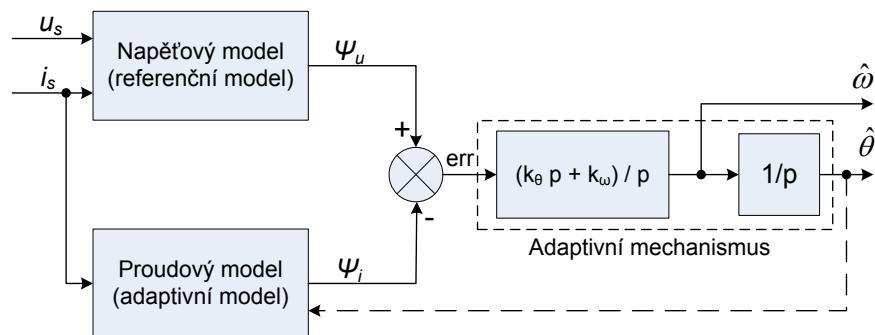 u_s
i_s
Napěťový model
(referenční model)
Ψ_u
+
-
err
(k_θ p + k_ω) / p
1/p
ω̂
θ̂
Adaptivní mechanismus
Proudový model
(adaptivní model)
Ψ_i